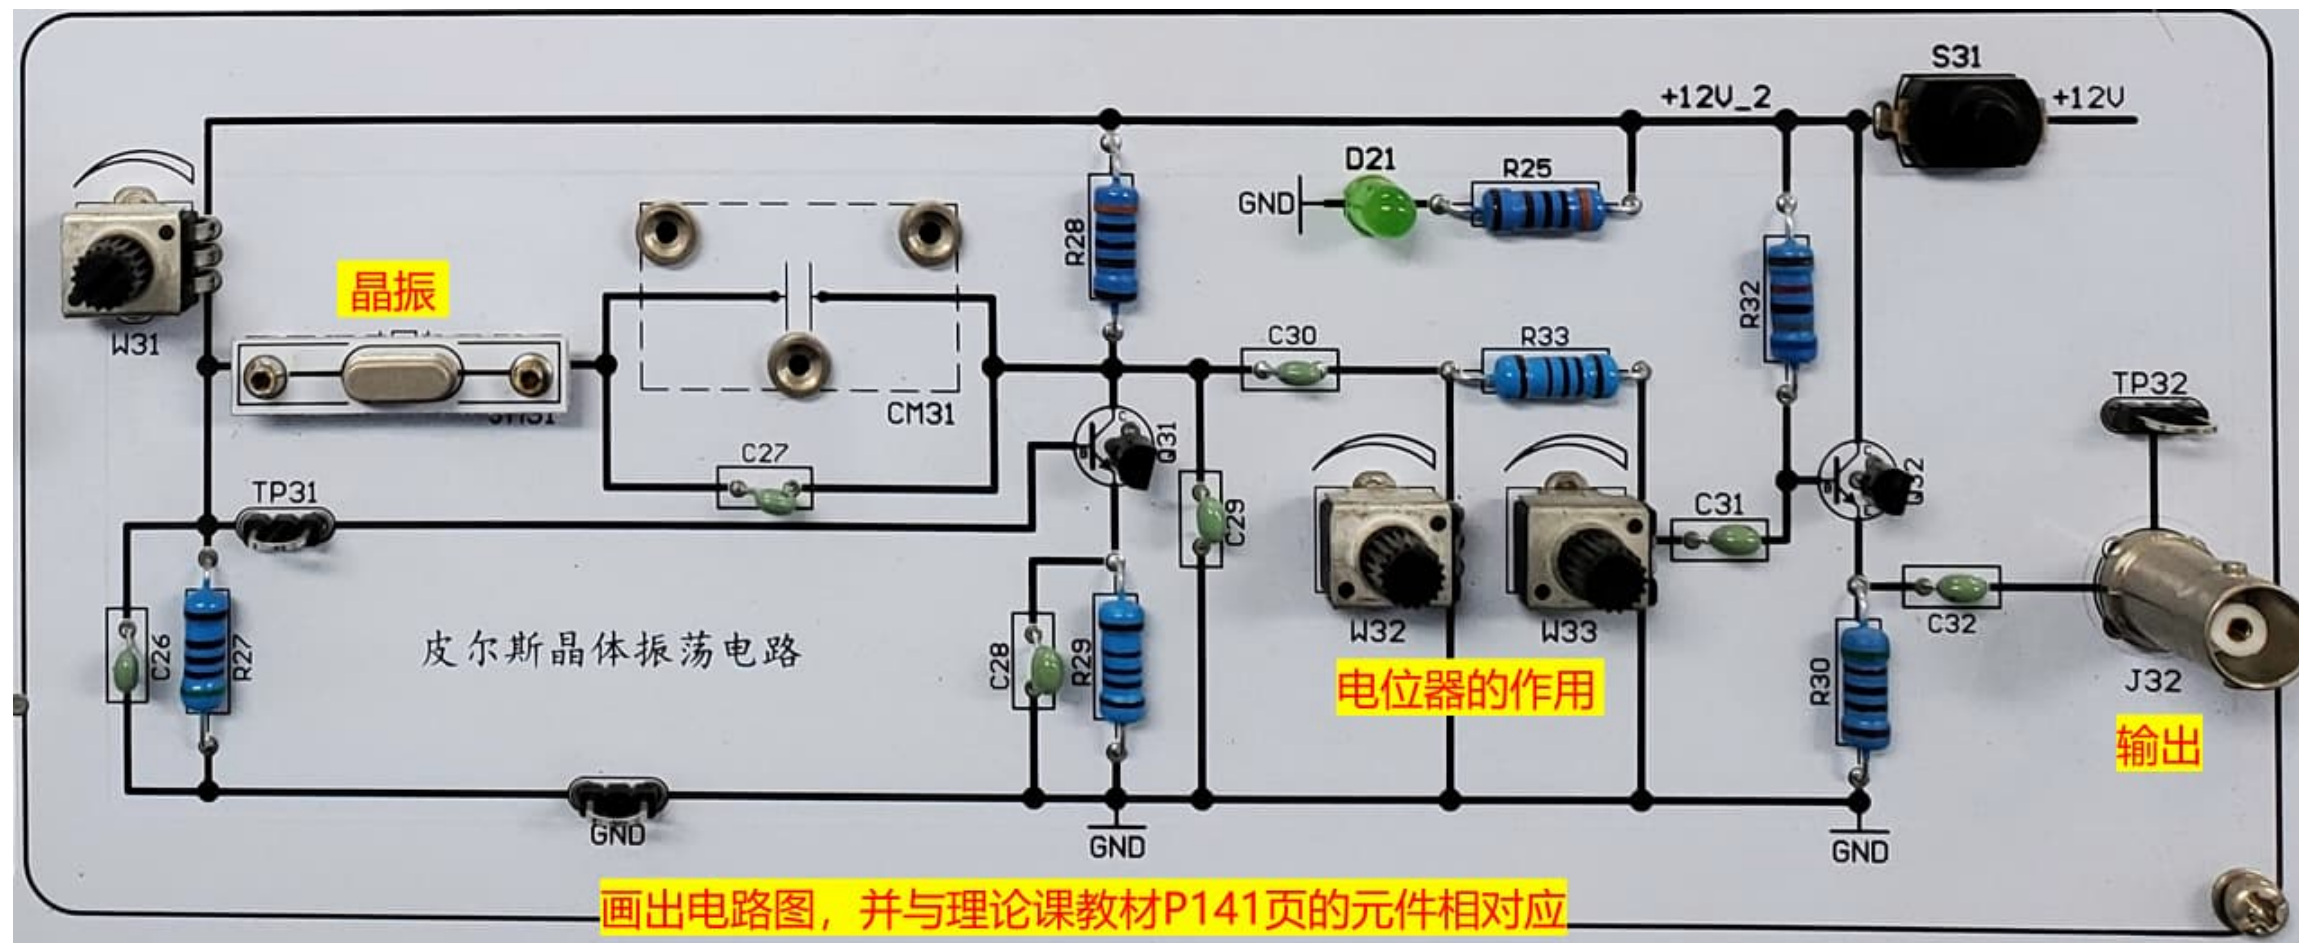 S31
+12V_2
+12V
D21
R25
GND
R28
R32
晶振
W31
C30
R33
TP32
CM31
Q31
C27
TP31
C29
C31
Q32
C26
R27
皮尔斯晶体振荡电路
C28
R29
W32
W33
C32
电位器的作用
R30
J32
输出
GND
GND
GND
画出电路图，并与理论课教材P141页的元件相对应